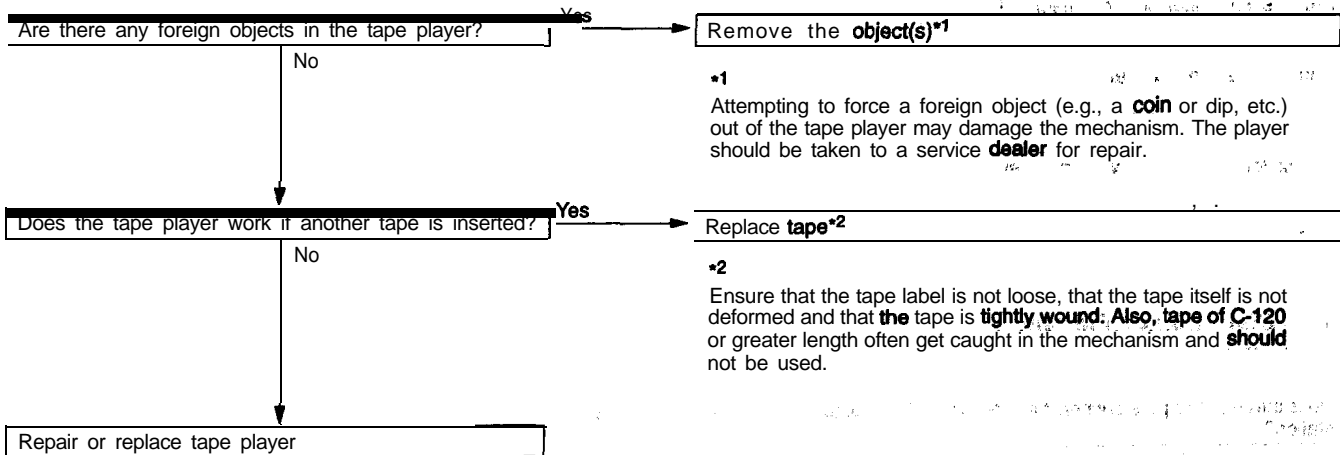 Are there any foreign objects in the tape player?
Yes
Remove the object(s)*1
No
*1
Attempting to force a foreign object (e.g., a coin or dip, etc.)
out of the tape player may damage the mechanism. The player
should be taken to a service dealer for repair.
Does the tape player work if another tape is inserted?
Yes
Replace tape*2
No
*2
Ensure that the tape label is not loose, that the tape itself is not
deformed and that the tape is tightly wound. Also, tape of C-120
or greater length often get caught in the mechanism and should
not be used.
Repair or replace tape player